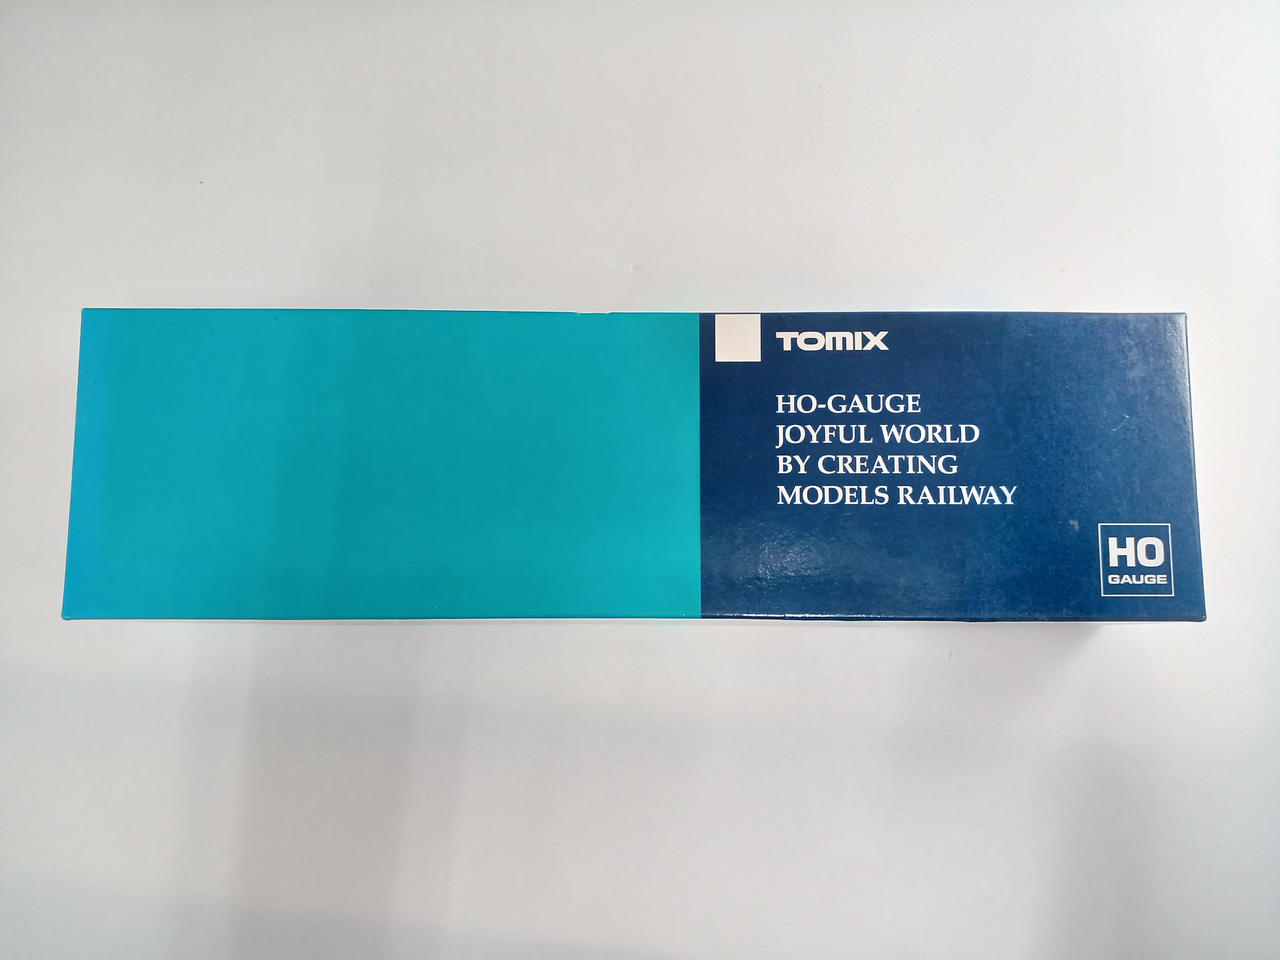 TOMIX
HO-GAUGE
JOYFUL WORLD
BY CREATING
MODELS RAILWAY
HO
GAUGE